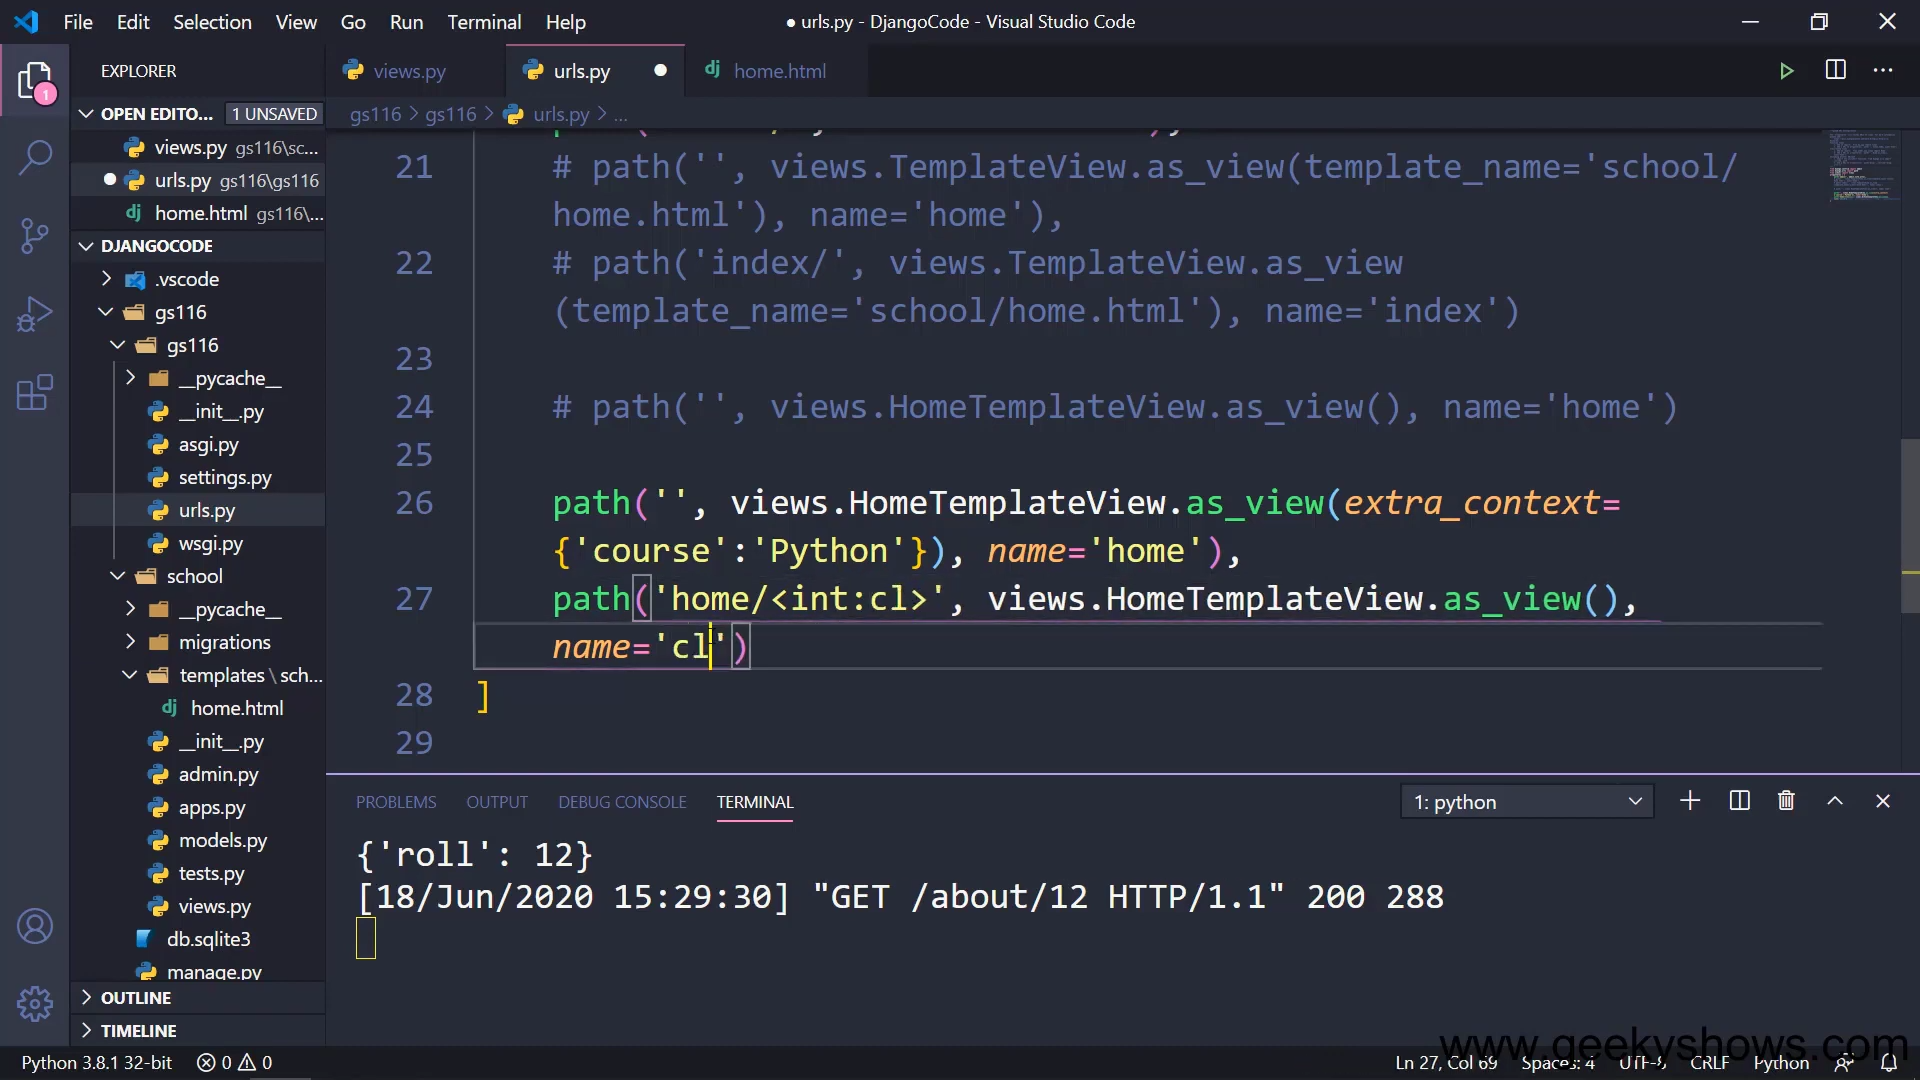 File Edit Selection View Go Run Terminal Help
● urls.py - DjangoCode - Visual Studio Code
EXPLORER
views.py
urls.py
home.html
OPEN EDITO... 1 UNSAVED
gs116 > gs116 > urls.py > ...
views.py gs116\sc...
urls.py gs116\gs116
home.html gs116\...
DJANGOCODE
.vscode
gs116
gs116
__pycache__
__init__.py
asgi.py
settings.py
urls.py
wsgi.py
school
__pycache__
migrations
templates \ sch...
home.html
__init__.py
admin.py
apps.py
models.py
tests.py
views.py
db.sqlite3
manage.py
OUTLINE
TIMELINE
21 # path('', views.TemplateView.as_view(template_name='school/
home.html'), name='home'),
22 # path('index/', views.TemplateView.as_view
(template_name='school/home.html'), name='index')
23
24 # path('', views.HomeTemplateView.as_view(), name='home')
25
26 path('', views.HomeTemplateView.as_view(extra_context=
{'course':'Python'}), name='home'),
27 path('home/<int:cl>', views.HomeTemplateView.as_view(),
name='cl')
28 ]
29
PROBLEMS OUTPUT DEBUG CONSOLE TERMINAL
1: python
{'roll': 12}
[18/Jun/2020 15:29:30] "GET /about/12 HTTP/1.1" 200 288
www.geekyshows.com
Python 3.8.1 32-bit 0 0
Ln 27, Col 69 Spaces: 4 UTF-8 CRLF Python
1